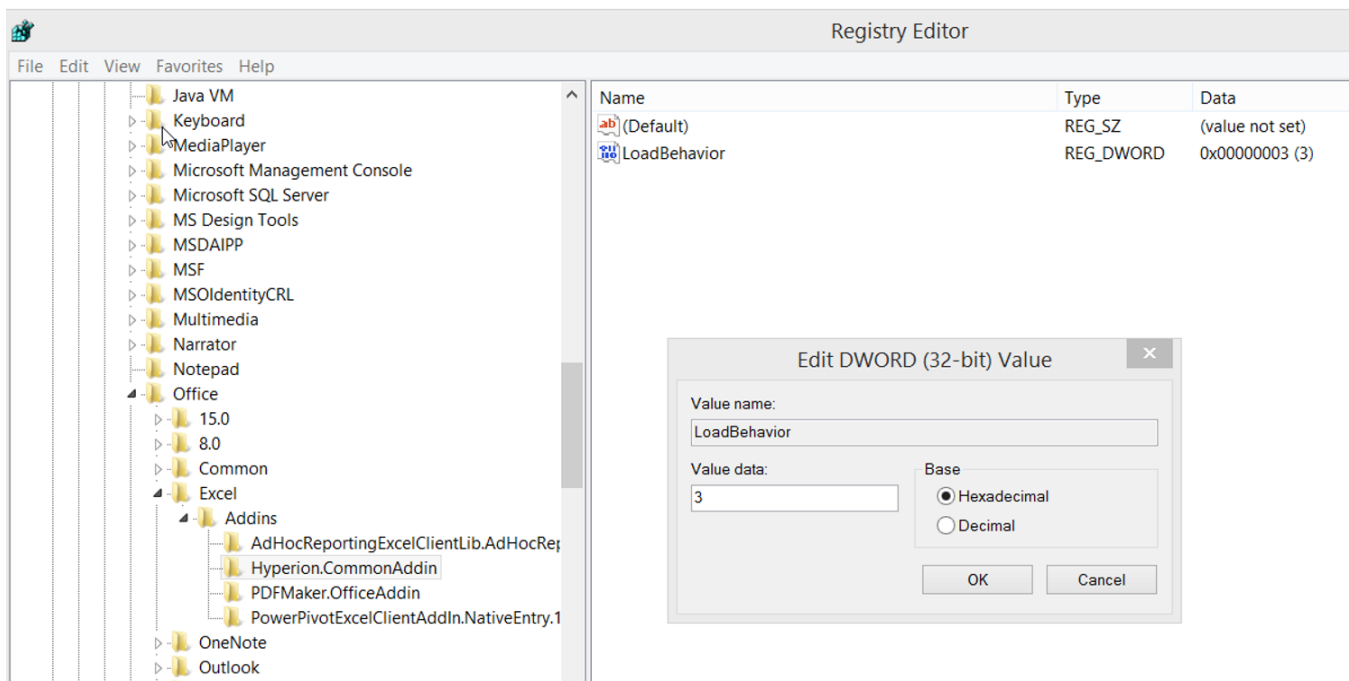 Registry Editor
File Edit View Favorites Help
Java VM
Keyboard
MediaPlayer
Microsoft Management Console
Microsoft SQL Server
MS Design Tools
MSDAIPP
MSF
MSOIdentityCRL
Multimedia
Narrator
Notepad
Office
15.0
8.0
Common
Excel
Addins
AdHocReportingExcelClientLib.AdHocRep
Hyperion.CommonAddin
PDFMaker.OfficeAddin
PowerPivotExcelClientAddIn.NativeEntry.1
OneNote
Outlook
Name Type Data
ab (Default) REG_SZ (value not set)
LoadBehavior REG_DWORD 0x00000003 (3)
Edit DWORD (32-bit) Value
Value name:
LoadBehavior
Value data:
3
Base
Hexadecimal
Decimal
OK Cancel